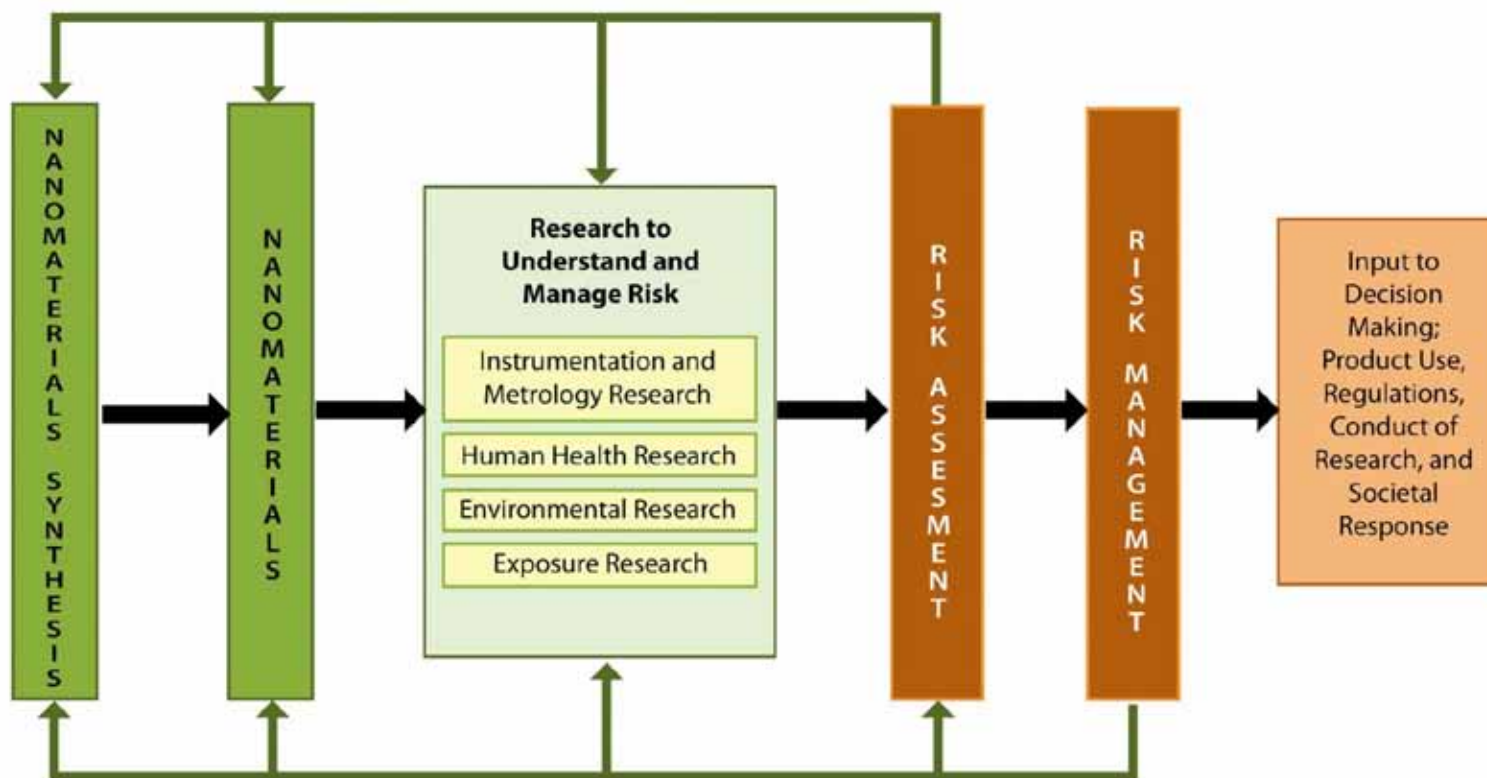 NANOMATERIALS SYNTHESIS
NANOMATERIALS
Research to
Understand and
Manage Risk
Instrumentation and
Metrology Research
Human Health Research
Environmental Research
Exposure Research
RISK ASSESMENT
RISK MANAGEMENT
Input to
Decision
Making;
Product Use,
Regulations,
Conduct of
Research, and
Societal
Response